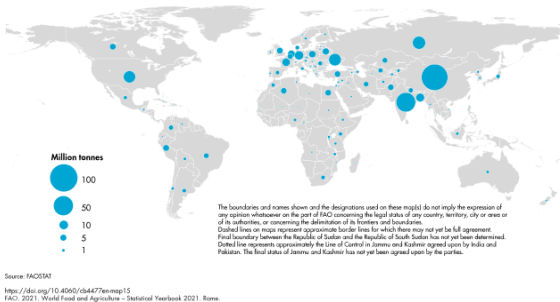 Million tonnes
100
50
10
5
1
The boundaries and names shown and the designations used on these map(s) do not imply the expression of
any opinion whatsoever on the part of FAO concerning the legal status of any country, territory, city or area or
of its authorities, or concerning the delimitation of its frontiers and boundaries.
Dashed lines on maps represent approximate border lines for which there may not yet be full agreement.
Final boundary between the Republic of Sudan and the Republic of South Sudan has not yet been determined.
Dotted line represents approximately the Line of Control in Jammu and Kashmir agreed upon by India and
Pakistan. The final status of Jammu and Kashmir has not yet been agreed upon by the parties.
Source: FAOSTAT
https://doi.org/10.4060/cb4477en-map15
FAO. 2021. World Food and Agriculture – Statistical Yearbook 2021. Rome.